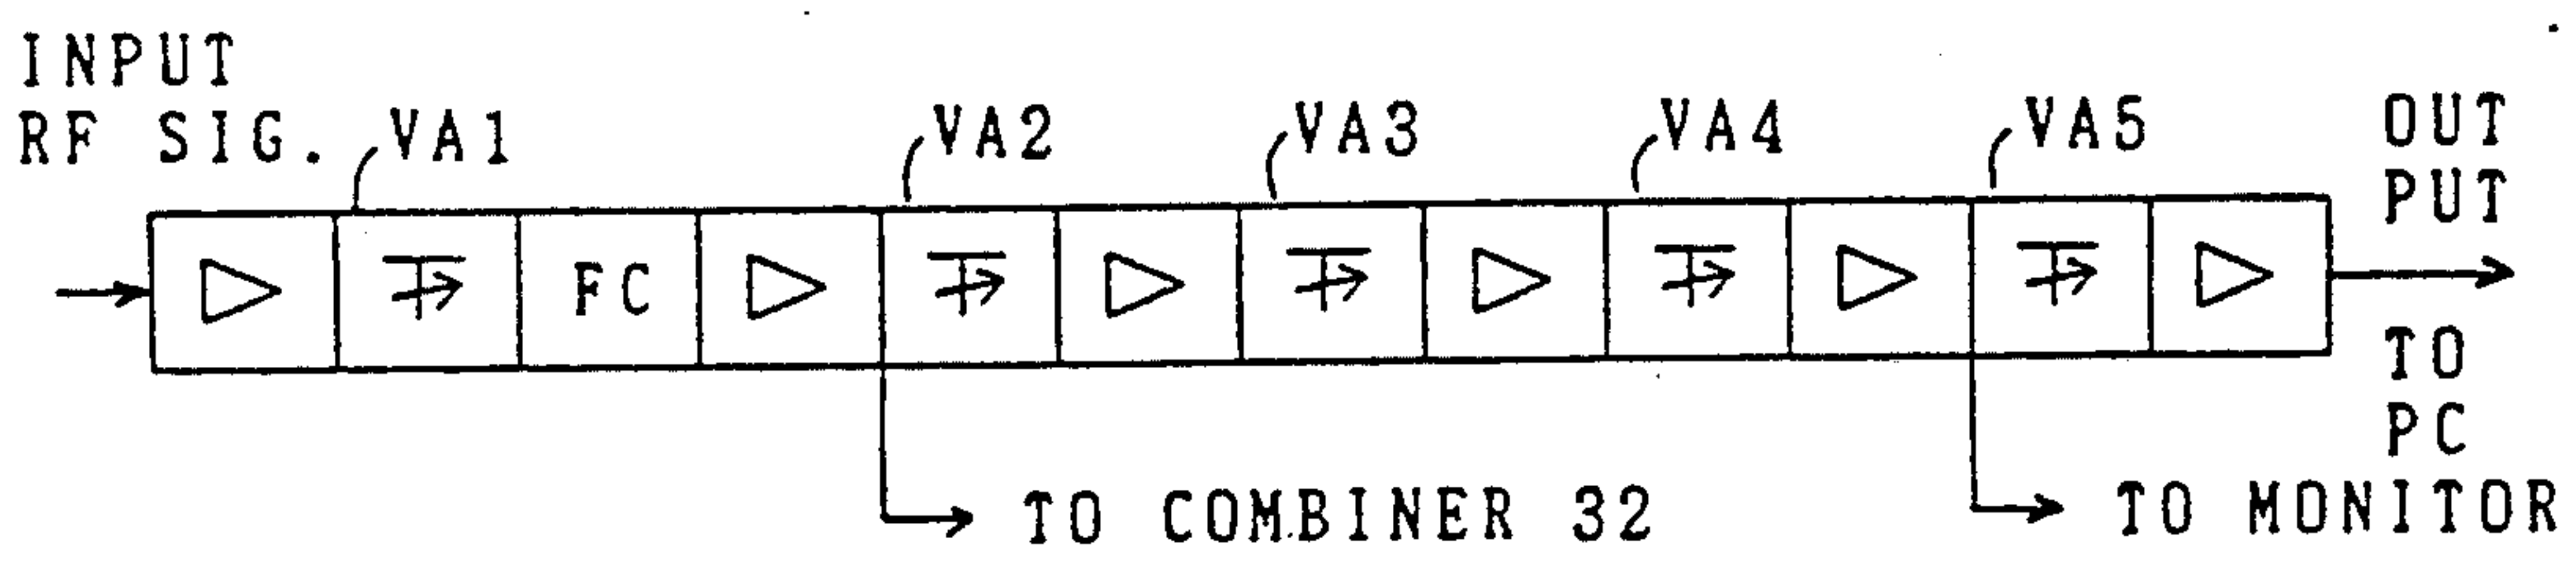 INPUT
RF SIG.
VA1
VA2
VA3
VA4
VA5
OUT
PUT
FC
TO
PC
TO COMBINER 32
TO MONITOR